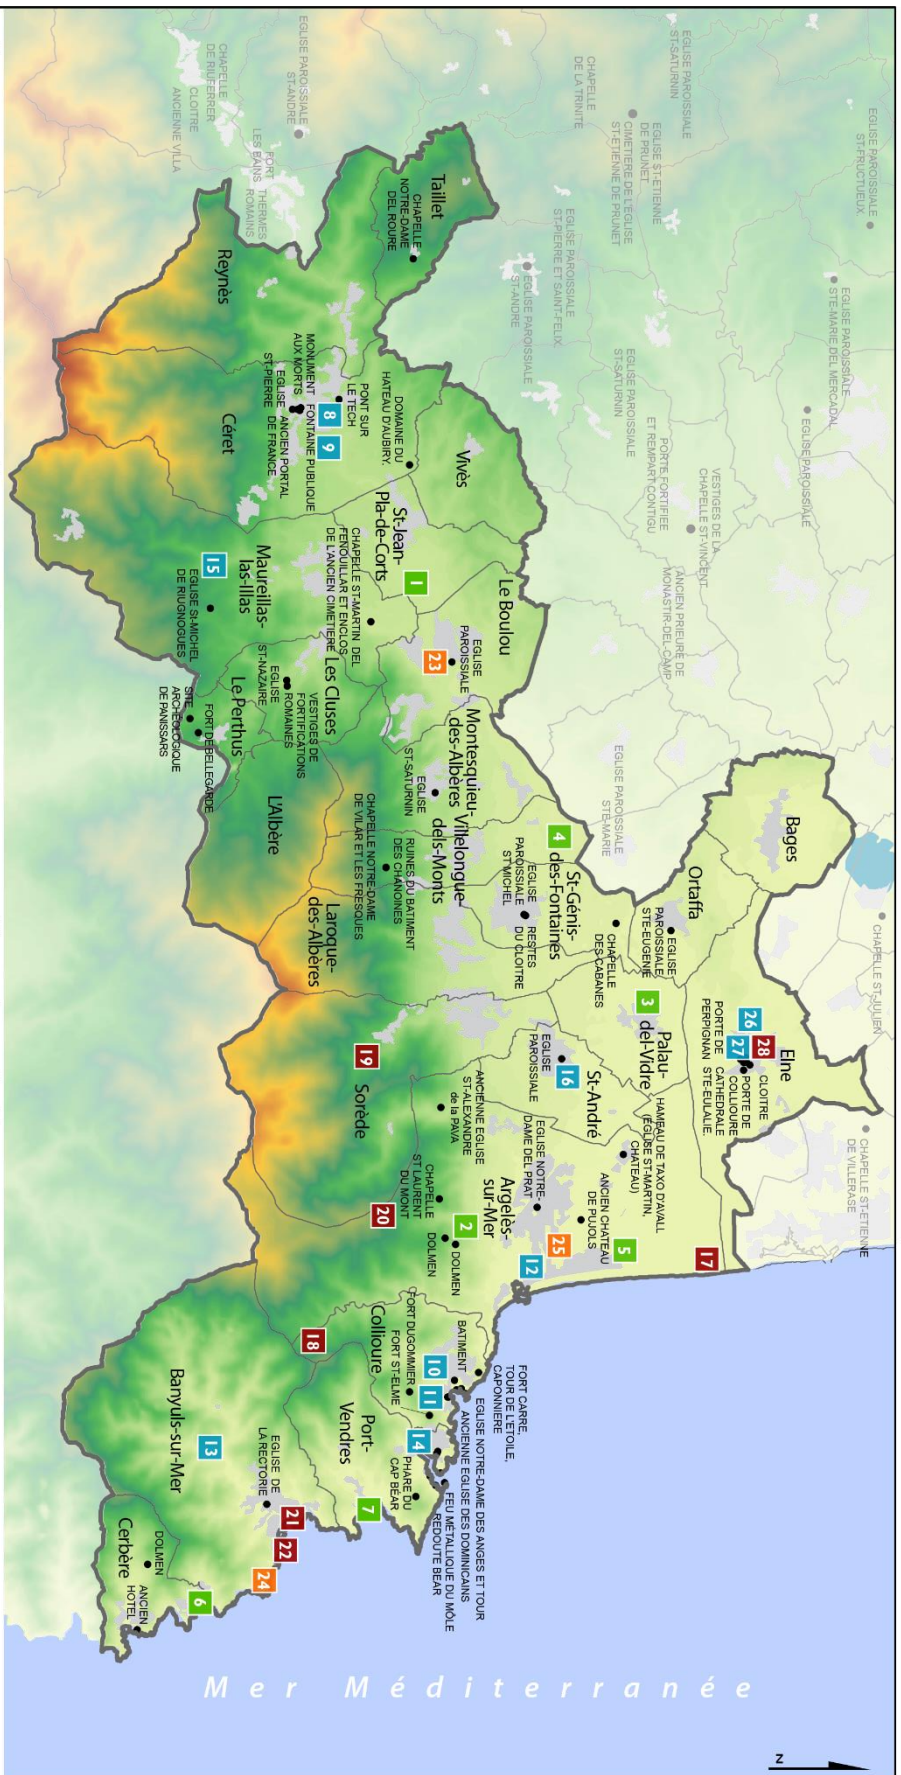 EGLISE PAROISSIALE
ST-FRUCTUEUX
EGLISE PAROISSIALE
STE-MARIE DEL MERCADAL
EGLISE PAROISSIALE
CHAPELLE ST-JULIEN
CHAPELLE ST-ETIENNE
DE VILLERASE
EGLISE PAROISSIALE
ST-SATURNIN
EGLISE ST-ETIENNE
DE PRUNET
CIMETIERE DE L'EGLISE
ST-ETIENNE DE PRUNET
CHAPELLE
DE LA TRINITE
EGLISE PAROISSIALE
ST-PIERRE ET SAINT-FELIX
EGLISE PAROISSIALE
ST-ANDRE
EGLISE PAROISSIALE
ST-SATURNIN
PORTE FORTIFIEE
ET REMPART CONTIGU
VESTIGES DE LA
CHAPELLE ST-VINCENT
ANCIEN PRIEURE DE
MONASTIR-DEL-CAMP
EGLISE PAROISSIALE
STE-MARIE
EGLISE PAROISSIALE
ST-ANDRE
CHAPELLE
DE RIUFERRER
CLOITRE
ANCIENNE VILLA
FORT
LES BAINS
THERMES
ROMAINS
Bages
Elne
26
27
28
CLOITRE
PORTE DE
COLLIOURE
CATHEDRALE
STE-EULALIE.
PORTE DE
PERPIGNAN
Ortaffa
EGLISE
PAROISSIALE
STE-EUGENIE
3
Palau-
del-Vidre
CHAPELLE
DES CABANES
HAMEAU DE TAXO D'AVALL
(EGLISE ST-MARTIN,
CHATEAU)
17
4
St-Génis-
des-Fontaines
EGLISE
PAROISSIALE
ST MICHEL
RESTES
DU CLOITRE
St-André
16
EGLISE
PAROISSIALE
ANCIEN CHATEAU
DE PUJOLS
5
25
12
EGLISE NOTRE-
DAME DEL PRAT
Argelès-
sur-Mer
Taillet
CHAPELLE
NOTRE-DAME
DEL ROURE
Vivès
Le Boulou
EGLISE
PAROISSIALE
23
Montesquieu-
des-Albères
EGLISE
ST-SATURNIN
Villelongue-
dels-Monts
RUINES DU BATIMENT
DES CHANOINES
CHAPELLE NOTRE-DAME
DE VILAR ET LES FRESQUES
Laroque-
des-Albères
ANCIENNE EGLISE
ST-ALEXANDRE
de la PAVA
CHAPELLE
ST LAURENT
DU MONT
2
DOLMEN
DOLMEN
20
19
Sorède
DOMAINE DU
HATEAU D'AUBIRY,
St-Jean-
Pla-de-Corts
1
PONT SUR
LE TECH
8
9
MONUMENT
AUX MORTS
FONTAINE PUBLIQUE
EGLISE
ST-PIERRE
ANCIEN PORTAL
DE FRANCE
Reynès
Céret
CHAPELLE ST-MARTIN DEL
FENOUILLAR ET ENCLOS
DE L'ANCIEN CIMETIERE
Maureillas-
las-Illas
15
EGLISE St-MICHEL
DE RIUGNOGUES
Les Cluses
VESTIGES DE
FORTIFICATIONS
ROMAINES
EGLISE
ST-NAZAIRE
Le Perthus
FORT DE BELLEGARDE
SITE
ARCHEOLOGIQUE
DE PANISSARS
L'Albère
FORT CARRE,
TOUR DE L'ETOILE,
CAPONNIERE
EGLISE NOTRE-DAME DES ANGES ET TOUR
ANCIENNE EGLISE DES DOMINICAINS
FEU MÉTALLIQUE DU MÔLE
REDOUTE BEAR
BATIMENT
10
11
FORT DUGOMMIER
FORT ST-ELME
Collioure
18
14
Port-
Vendres
PHARE DU
CAP BÉAR
7
Banyuls-sur-Mer
13
EGLISE DE
LA RECTORIE
21
22
24
6
Cerbère
DOLMEN
ANCIEN
HOTEL
Mer Méditerranée
N